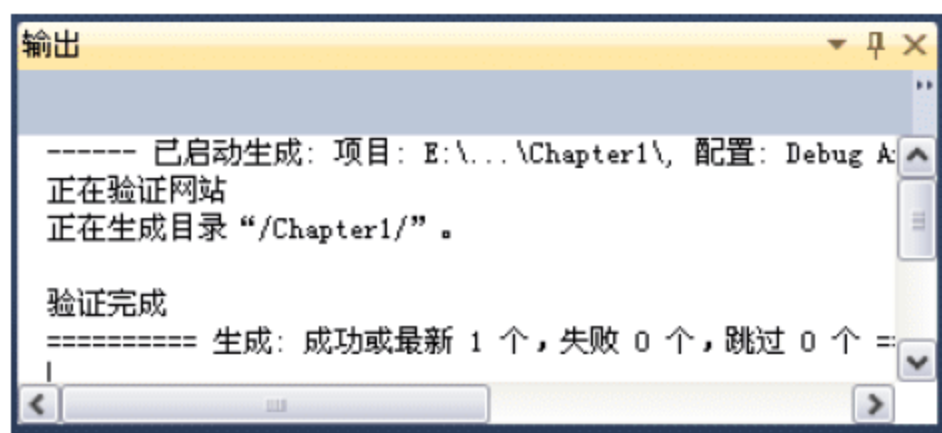 输出
------ 已启动生成: 项目: E:\...\Chapter1\, 配置: Debug A
正在验证网站
正在生成目录“/Chapter1/”。
验证完成
========== 生成: 成功或最新 1 个，失败 0 个，跳过 0 个 =